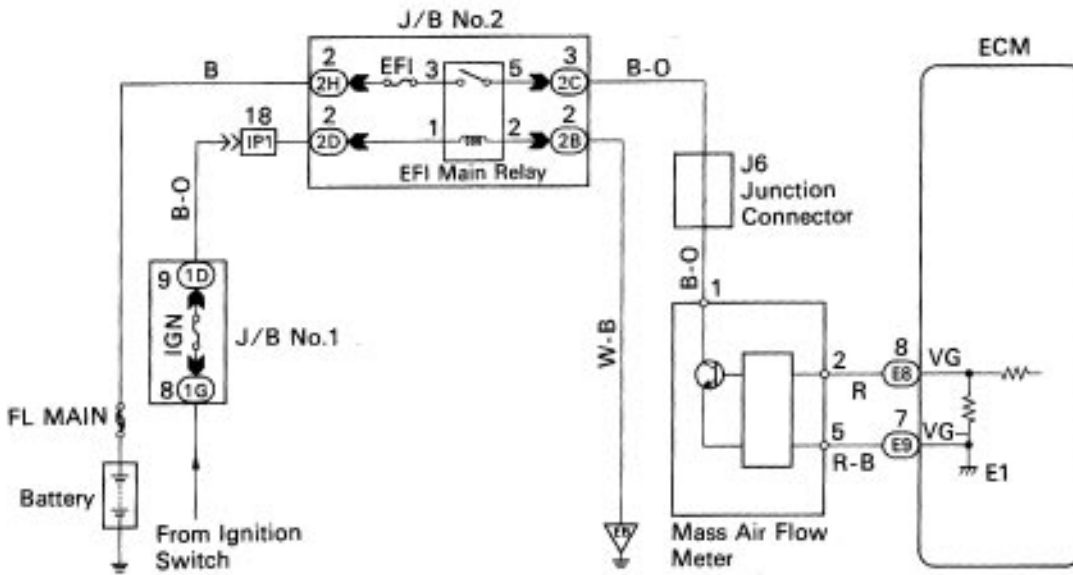 J/B No.2
ECM
B
2
EFI
3
5
3
B-O
2H
2C
18
2
1
2
2
IP1
2D
2B
EFI Main Relay
J6
Junction
Connector
B-O
B-O
9
1D
1
IGN
J/B No.1
W-B
8
1G
2
8
VG
R
E8
FL MAIN
5
7
VG
R-B
E9
E1
Battery
From Ignition
Switch
Mass Air Flow
Meter